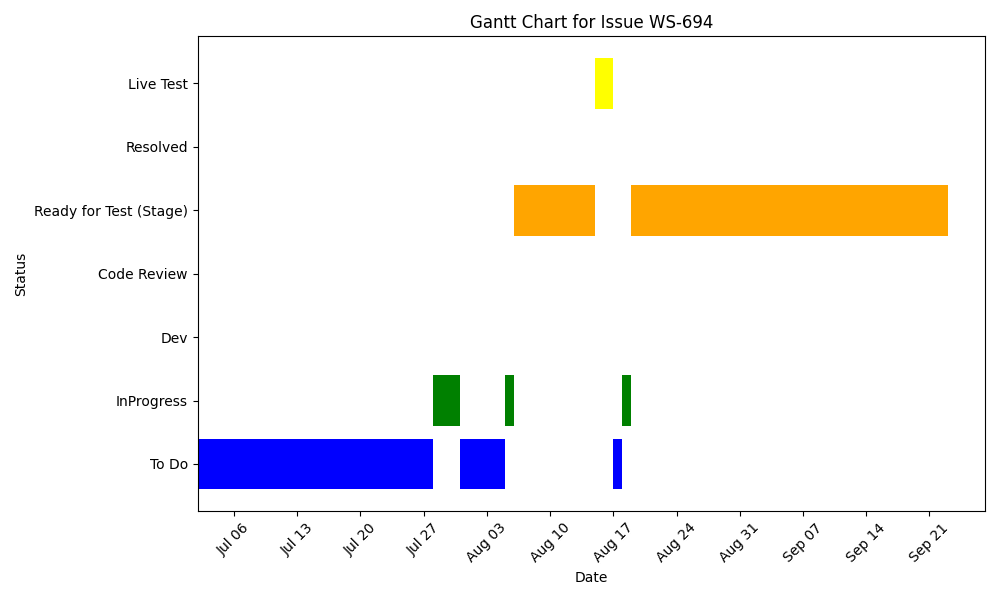 Gantt Chart for Issue WS-694
Status
Live Test
Resolved
Ready for Test (Stage)
Code Review
Dev
InProgress
To Do
Jul 06
Jul 13
Jul 20
Jul 27
Aug 03
Aug 10
Aug 17
Aug 24
Aug 31
Sep 07
Sep 14
Sep 21
Date